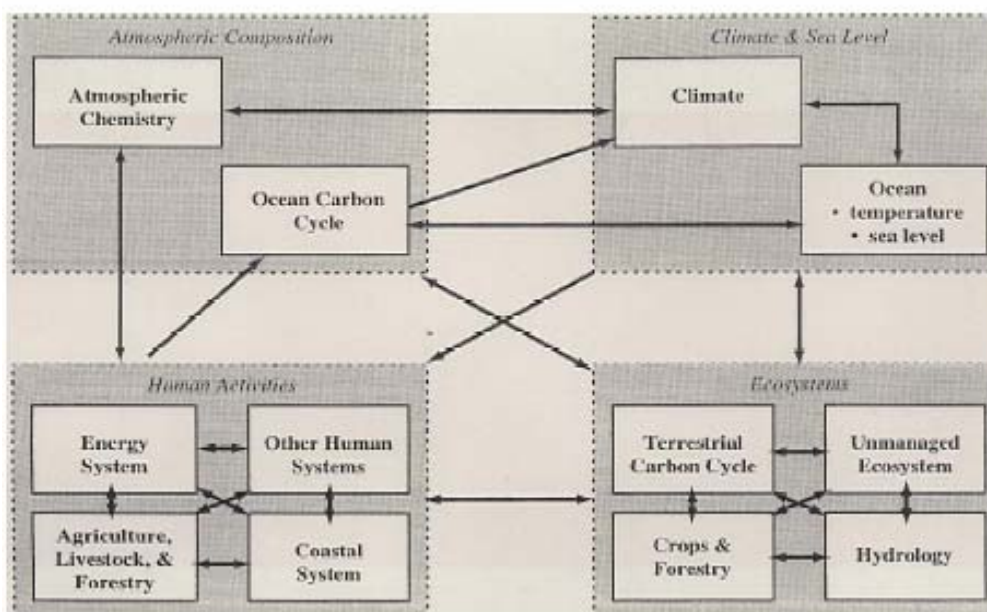 Atmospheric Composition
Atmospheric
Chemistry
Ocean Carbon
Cycle
Climate & Sea Level
Climate
Ocean
• temperature
• sea level
Human Activities
Energy
System
Other Human
Systems
Agriculture,
Livestock, &
Forestry
Coastal
System
Ecosystems
Terrestrial
Carbon Cycle
Unmanaged
Ecosystem
Crops &
Forestry
Hydrology